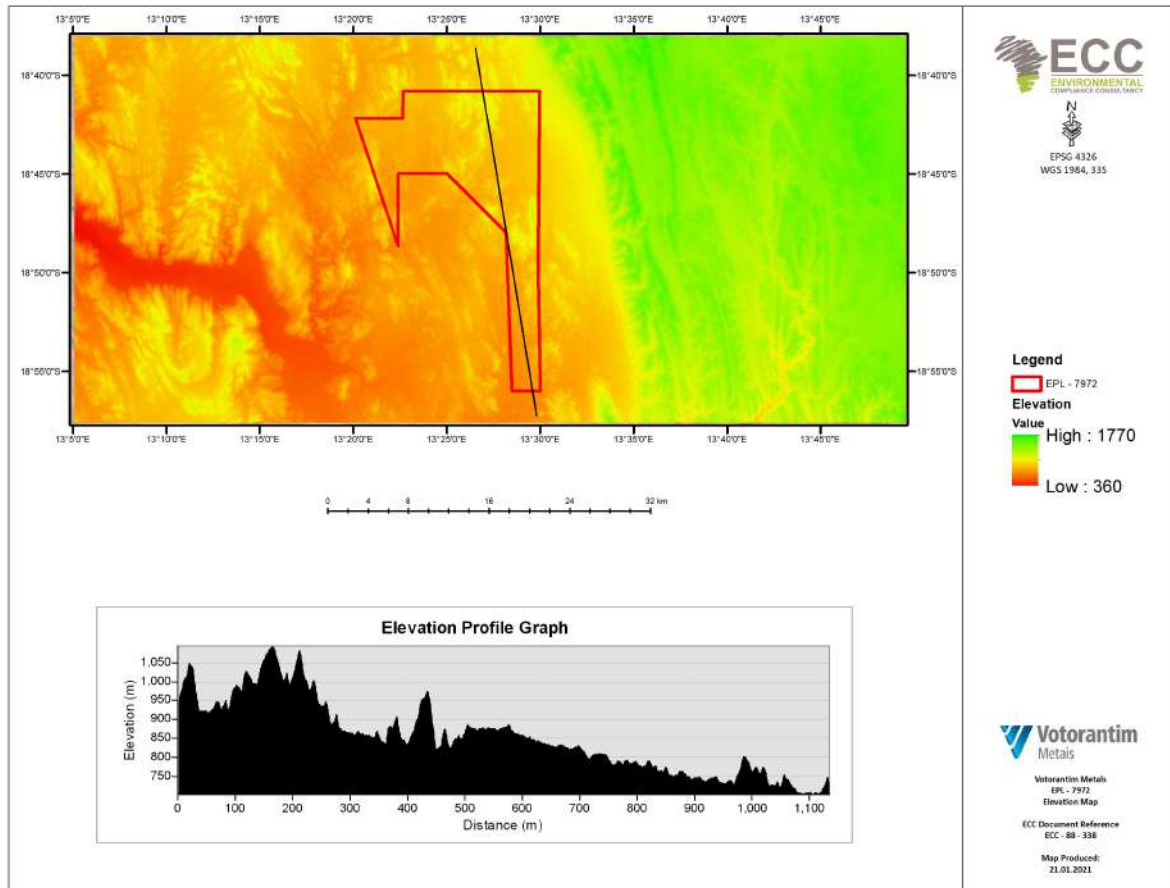 13°5'0"E 13°10'0"E 13°15'0"E 13°20'0"E 13°25'0"E 13°30'0"E 13°35'0"E 13°40'0"E 13°45'0"E
18°40'0"S 18°40'0"S
18°45'0"S 18°45'0"S
18°50'0"S 18°50'0"S
18°55'0"S 18°55'0"S
13°5'0"E 13°10'0"E 13°15'0"E 13°20'0"E 13°25'0"E 13°30'0"E 13°35'0"E 13°40'0"E 13°45'0"E
0 4 8 16 24 32 km
Elevation Profile Graph
Elevation (m)
1,050
1,000
950
900
850
800
750
0 100 200 300 400 500 600 700 800 900 1,000 1,100
Distance (m)
ECC
ENVIRONMENTAL
COMPLIANCE CONSULTANCY
N
EPSG 4326
WGS 1984, 335
Legend
EPL - 7972
Elevation
Value
High : 1770
Low : 360
Votorantim
Metais
Votorantim Metals
EPL - 7972
Elevation Map
ECC Document Reference
ECC - 88 - 338
Map Produced:
21.01.2021